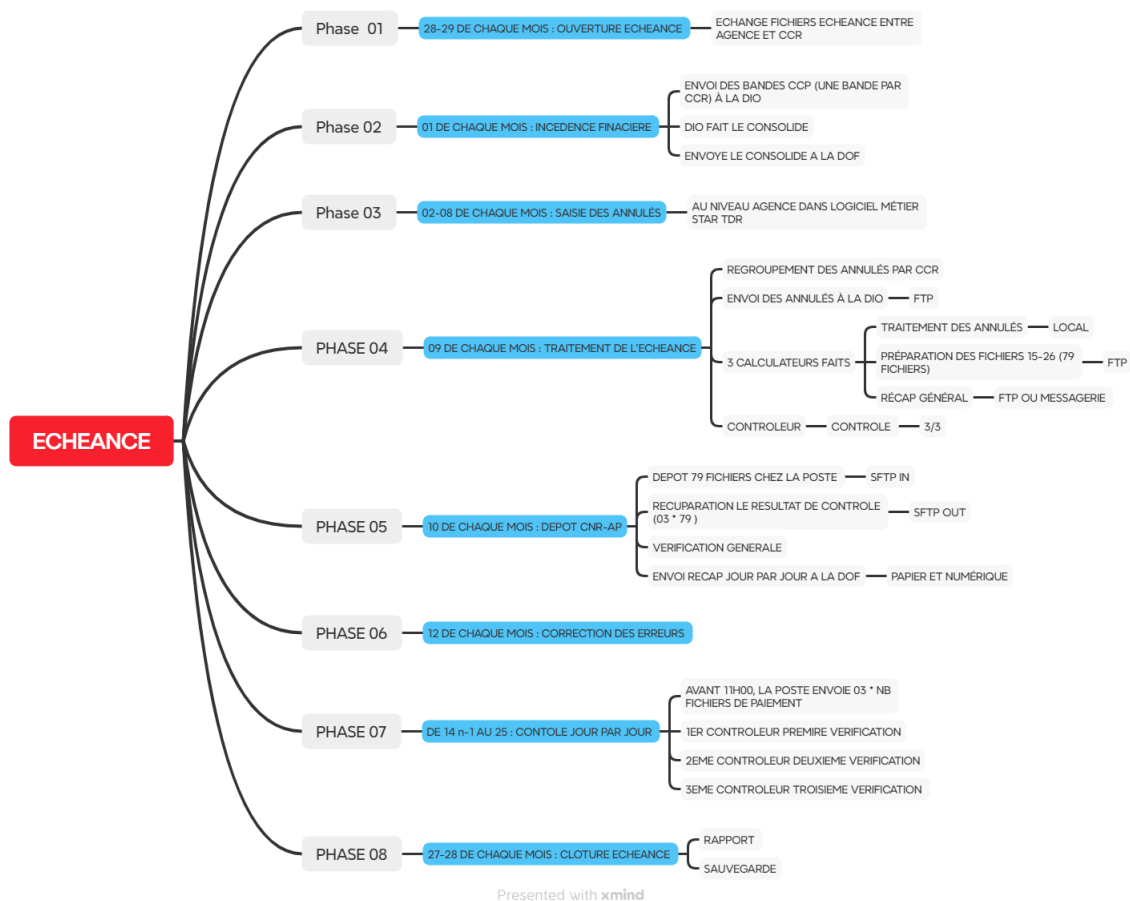 Phase 01
28-29 DE CHAQUE MOIS : OUVERTURE ECHEANCE
ECHANGE FICHIERS ECHEANCE ENTRE
AGENCE ET CCR
Phase 02
01 DE CHAQUE MOIS : INCEDENCE FINACIERE
ENVOI DES BANDES CCP (UNE BANDE PAR
CCR) À LA DIO
DIO FAIT LE CONSOLIDE
ENVOYE LE CONSOLIDE A LA DOF
Phase 03
02-08 DE CHAQUE MOIS : SAISIE DES ANNULÉS
AU NIVEAU AGENCE DANS LOGICIEL MÉTIER
STAR TDR
PHASE 04
09 DE CHAQUE MOIS : TRAITEMENT DE L'ECHEANCE
REGROUPEMENT DES ANNULÉS PAR CCR
ENVOI DES ANNULÉS À LA DIO
FTP
3 CALCULATEURS FAITS
TRAITEMENT DES ANNULÉS
LOCAL
PRÉPARATION DES FICHIERS 15-26 (79
FICHIERS)
FTP
RÉCAP GÉNÉRAL
FTP OU MESSAGERIE
CONTROLEUR
CONTROLE
3/3
ECHEANCE
PHASE 05
10 DE CHAQUE MOIS : DEPOT CNR-AP
DEPOT 79 FICHIERS CHEZ LA POSTE
SFTP IN
RECUPARATION LE RESULTAT DE CONTROLE
(03 * 79 )
SFTP OUT
VERIFICATION GENERALE
ENVOI RECAP JOUR PAR JOUR A LA DOF
PAPIER ET NUMÉRIQUE
PHASE 06
12 DE CHAQUE MOIS : CORRECTION DES ERREURS
PHASE 07
DE 14 n-1 AU 25 : CONTOLE JOUR PAR JOUR
AVANT 11H00, LA POSTE ENVOIE 03 * NB
FICHIERS DE PAIEMENT
1ER CONTROLEUR PREMIRE VERIFICATION
2EME CONTROLEUR DEUXIEME VERIFICATION
3EME CONTROLEUR TROISIEME VERIFICATION
PHASE 08
27-28 DE CHAQUE MOIS : CLOTURE ECHEANCE
RAPPORT
SAUVEGARDE
Presented with xmind